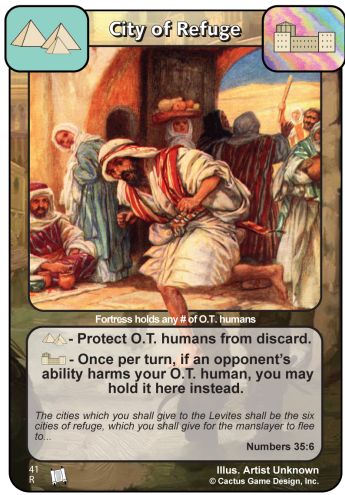 City of Refuge
Fortress holds any # of O.T. humans
- Protect O.T. humans from discard.
- Once per turn, if an opponent's
ability harms your O.T. human, you may
hold it here instead.
The cities which you shall give to the Levites shall be the six
cities of refuge, which you shall give for the manslayer to flee
to...
Numbers 35:6
41
R
Illus. Artist Unknown
© Cactus Game Design, Inc.